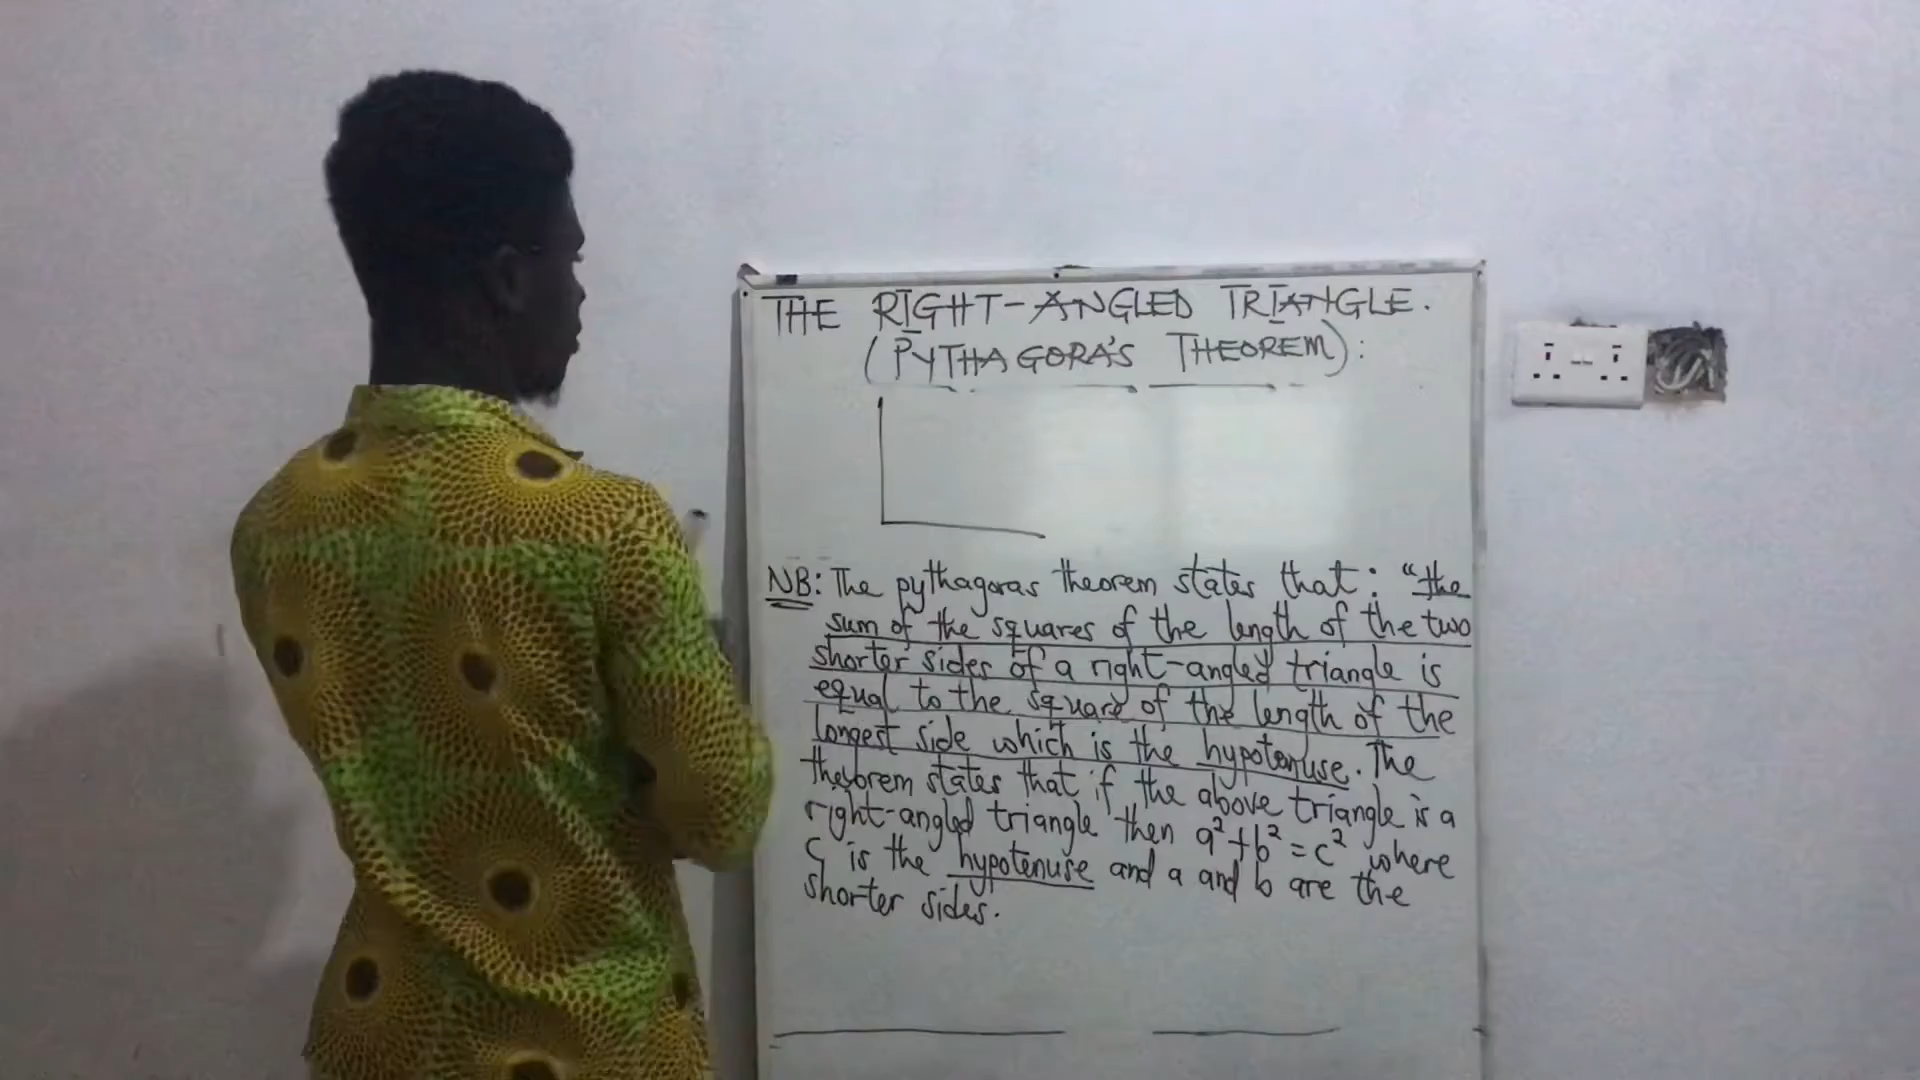 THE RIGHT-ANGLED TRIANGLE.
(PYTHAGORA'S THEOREM):
NB: The pythagoras theorem states that: "the
sum of the squares of the length of the two
shorter sides of a right-angled triangle is
equal to the square of the length of the
longest side which is the hypotenuse. The
theorem states that if the above triangle is a
right-angled triangle then a²+b²=c² where
C is the hypotenuse and a and b are the
shorter sides.